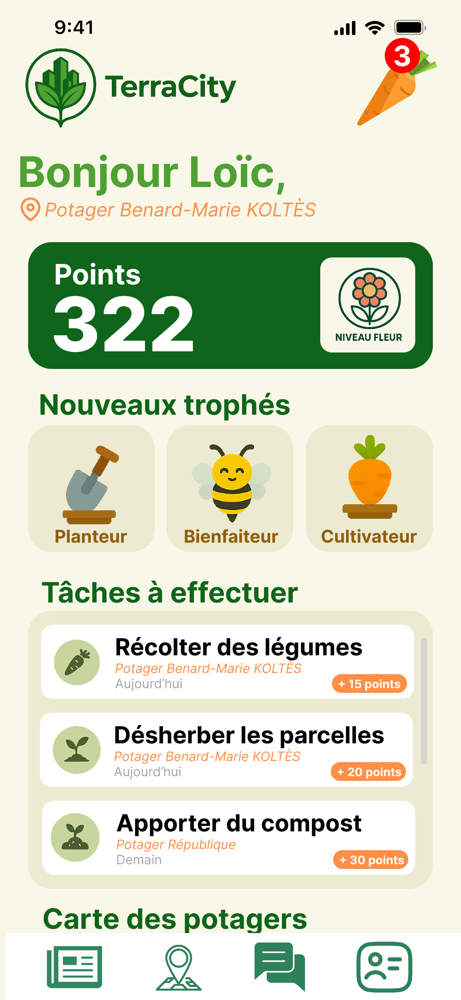 9:41
3
TerraCity
Bonjour Loïc,
Potager Benard-Marie KOLTÈS
Points
322
NIVEAU FLEUR
Nouveaux trophés
Planteur
Bienfaiteur
Cultivateur
Tâches à effectuer
Récolter des légumes
Potager Benard-Marie KOLTÈS
Aujourd’hui
+ 15 points
Désherber les parcelles
Potager Benard-Marie KOLTÈS
Aujourd’hui
+ 20 points
Apporter du compost
Potager République
Demain
+ 30 points
Carte des potagers